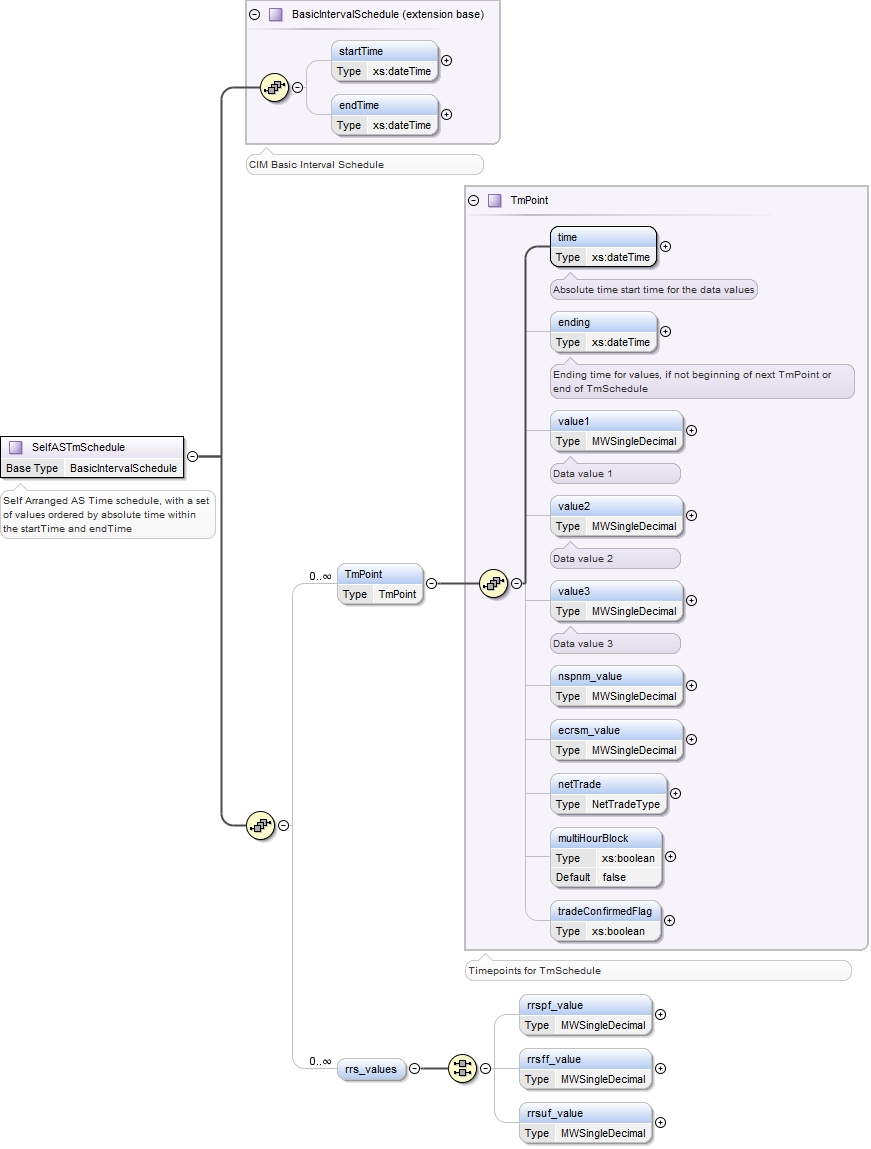 BasicIntervalSchedule (extension base)
startTime
Type xs:dateTime
endTime
Type xs:dateTime
CIM Basic Interval Schedule
TmPoint
time
Type xs:dateTime
Absolute time start time for the data values
ending
Type xs:dateTime
Ending time for values, if not beginning of next TmPoint or
end of TmSchedule
value1
Type MWSingleDecimal
Data value 1
value2
Type MWSingleDecimal
Data value 2
value3
Type MWSingleDecimal
Data value 3
nspnm_value
Type MWSingleDecimal
ecrsm_value
Type MWSingleDecimal
netTrade
Type NetTradeType
multiHourBlock
Type xs:boolean
Default false
tradeConfirmedFlag
Type xs:boolean
Timepoints for TmSchedule
SelfASTmSchedule
Base Type BasicIntervalSchedule
Self Arranged AS Time schedule, with a set
of values ordered by absolute time within
the startTime and endTime
0..∞
TmPoint
Type TmPoint
0..∞
rrs_values
rrspf_value
Type MWSingleDecimal
rrsff_value
Type MWSingleDecimal
rrsuf_value
Type MWSingleDecimal